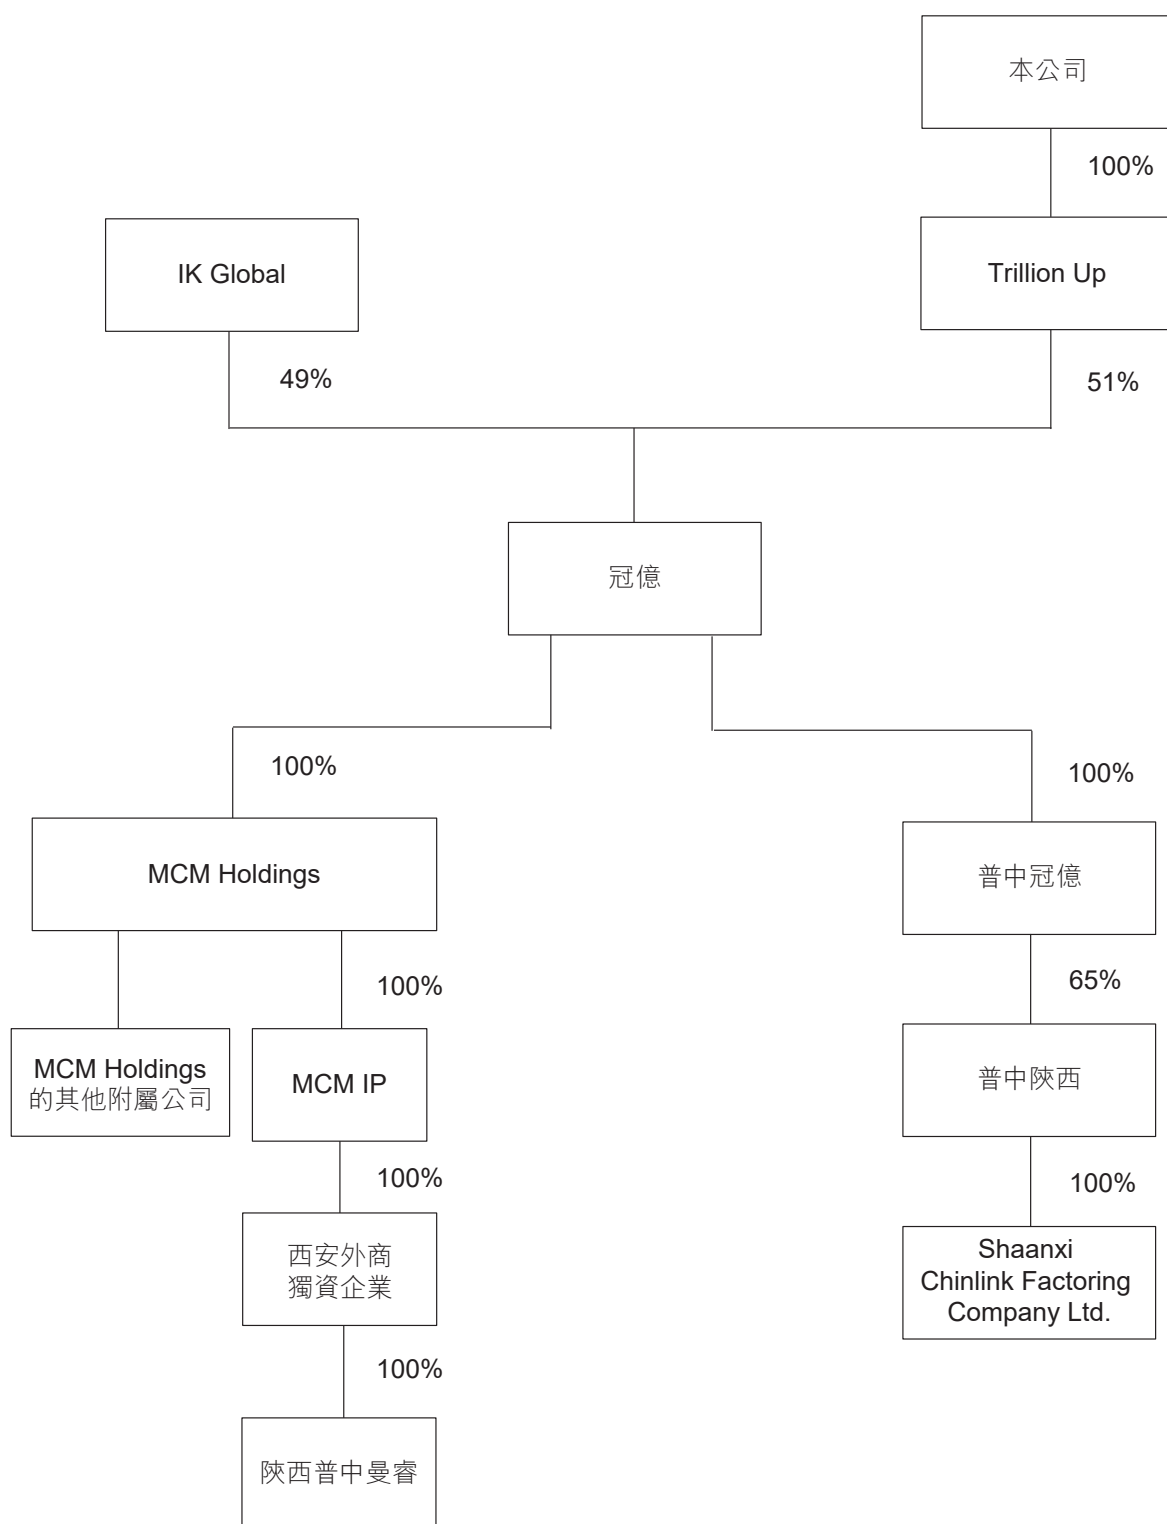 本公司
100%
IK Global
Trillion Up
49%
51%
冠億
100%
100%
MCM Holdings
普中冠億
100%
65%
MCM Holdings
的其他附屬公司
MCM IP
普中陝西
100%
100%
西安外商
獨資企業
Shaanxi
Chinlink Factoring
Company Ltd.
100%
陝西普中曼睿